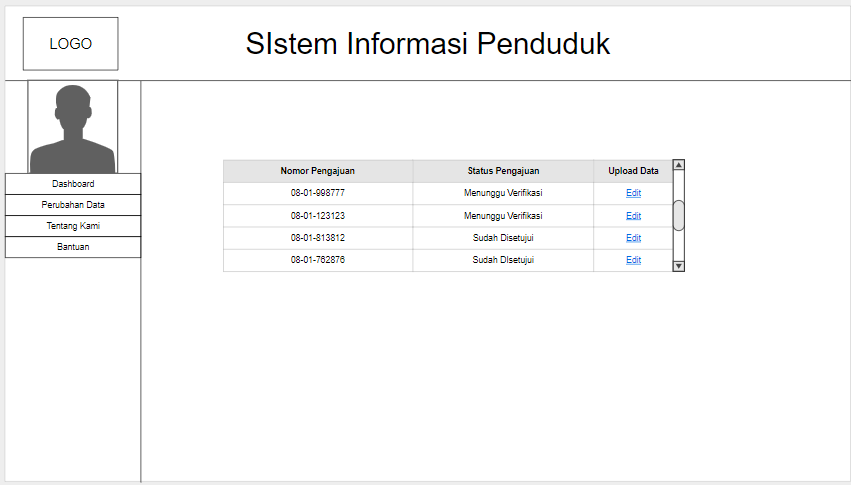 LOGO
SIstem Informasi Penduduk
Dashboard
Perubahan Data
Tentang Kami
Bantuan
Nomor Pengajuan Status Pengajuan Upload Data
08-01-998777 Menunggu Verifikasi Edit
08-01-123123 Menunggu Verifikasi Edit
08-01-813812 Sudah Disetujui Edit
08-01-762876 Sudah DIsetujui Edit